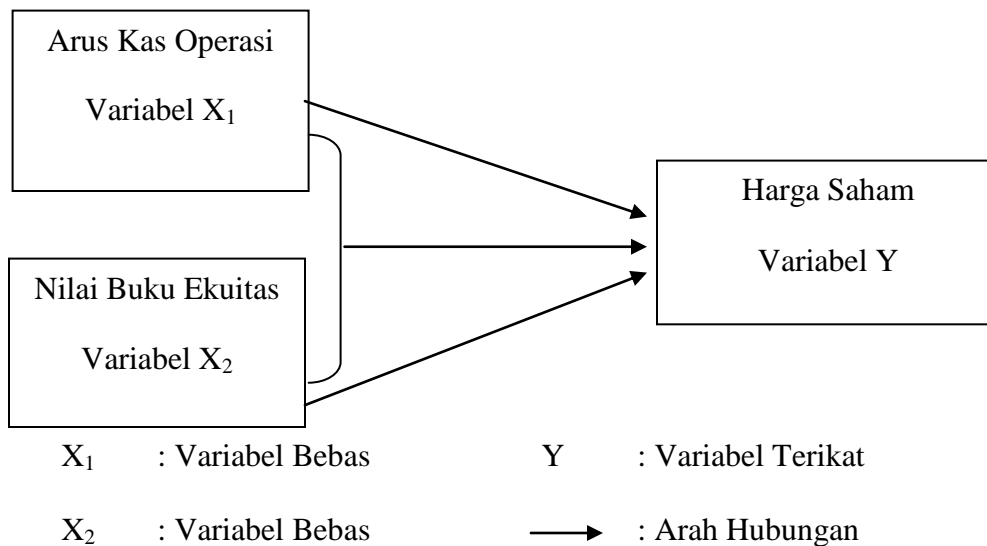 Arus Kas Operasi
Variabel X₁
Nilai Buku Ekuitas
Variabel X₂
Harga Saham
Variabel Y
X₁ : Variabel Bebas Y : Variabel Terikat
X₂ : Variabel Bebas : Arah Hubungan